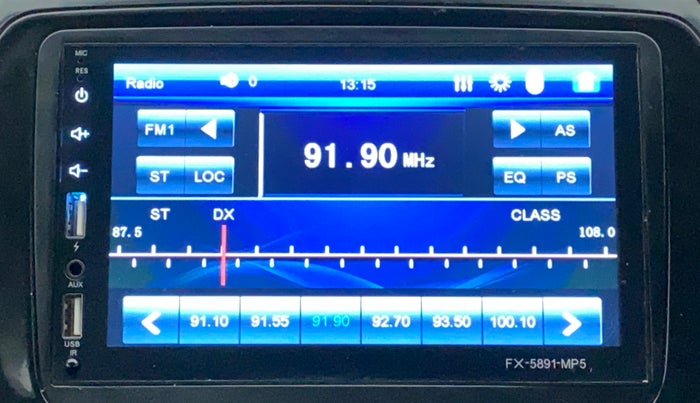 MIC
RES
Radio 0 13:15
FM1 91.90 MHz AS
ST LOC EQ PS
ST DX CLASS
87.5 108.0
AUX
91.10 91.55 91.90 92.70 93.50 100.10
USB
IR
FX-5891-MP5